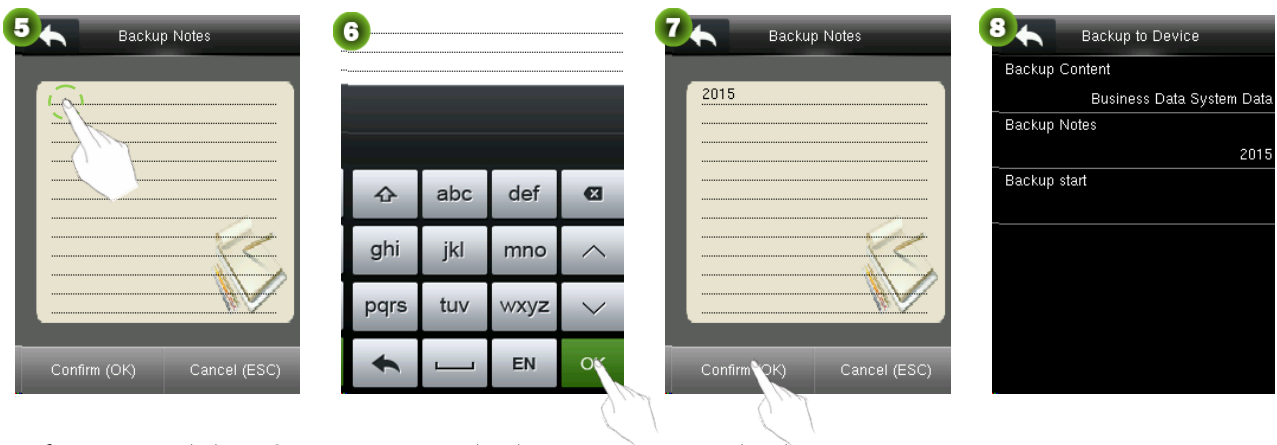 5
Backup Notes
Confirm (OK)
Cancel (ESC)
6
abc
def
ghi
jkl
mno
pqrs
tuv
wxyz
EN
OK
7
Backup Notes
2015
Confirm (OK)
Cancel (ESC)
8
Backup to Device
Backup Content
Business Data System Data
Backup Notes
2015
Backup start